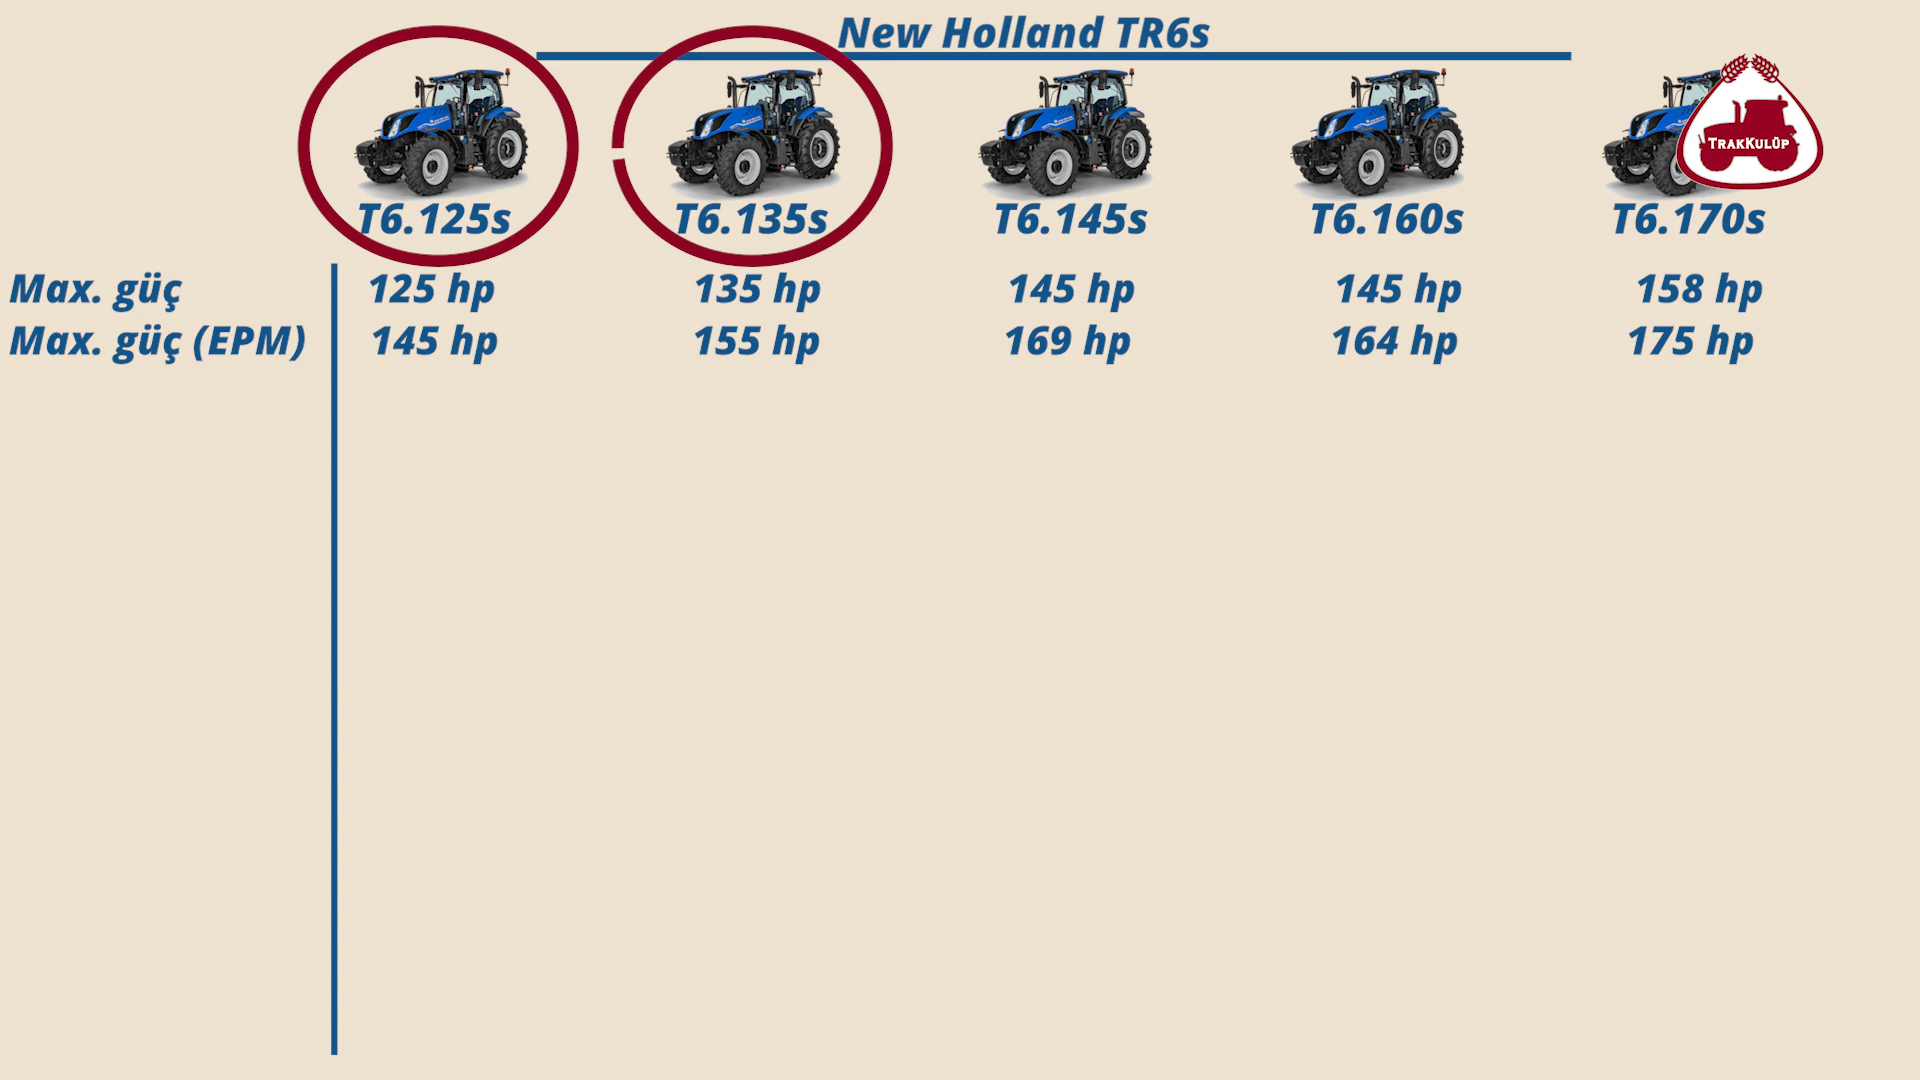 New Holland TR6s
TRAKKULÜP
T6.125s T6.135s T6.145s T6.160s T6.170s
Max. güç 125 hp 135 hp 145 hp 145 hp 158 hp
Max. güç (EPM) 145 hp 155 hp 169 hp 164 hp 175 hp